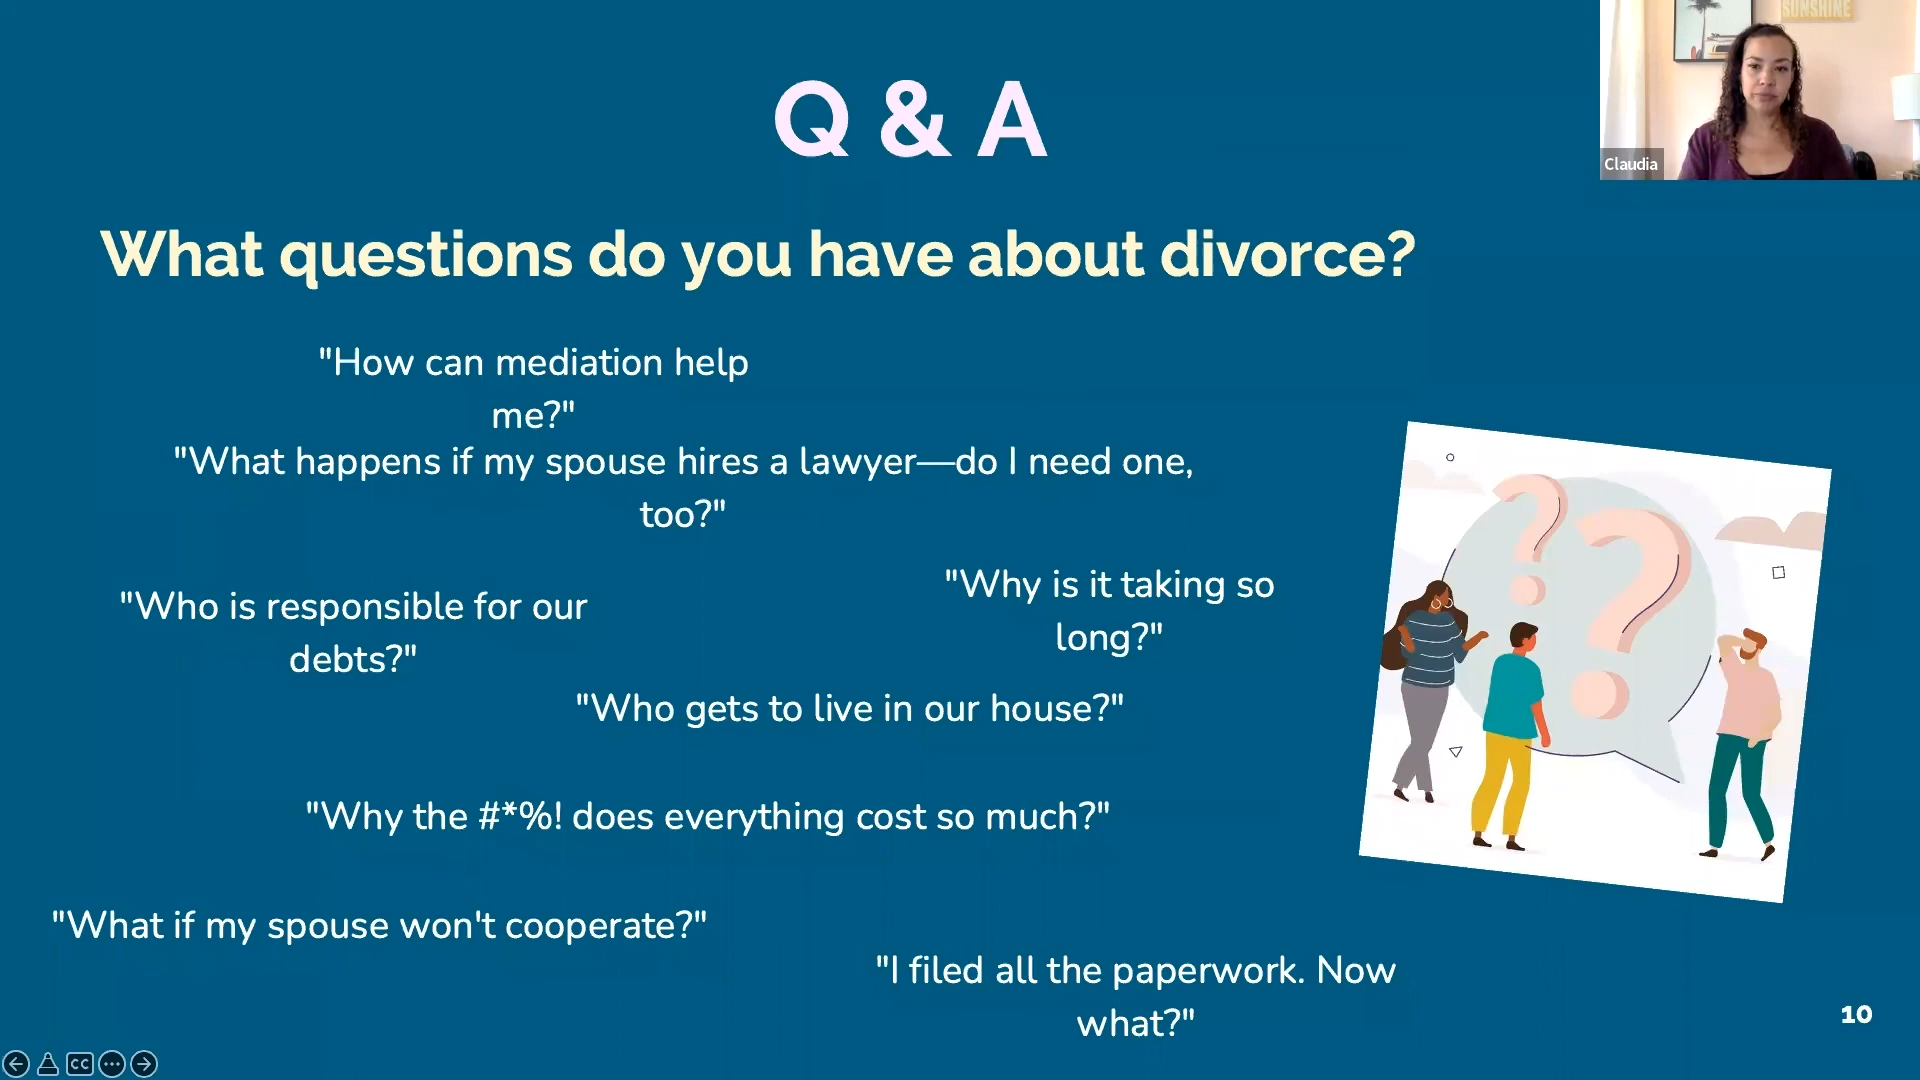 SUNSHINE
Claudia
Q & A
What questions do you have about divorce?
"How can mediation help
me?"
"What happens if my spouse hires a lawyer—do I need one,
too?"
"Why is it taking so
long?"
"Who is responsible for our
debts?"
"Who gets to live in our house?"
"Why the #*%! does everything cost so much?"
"What if my spouse won't cooperate?"
"I filed all the paperwork. Now
what?"
10
CC